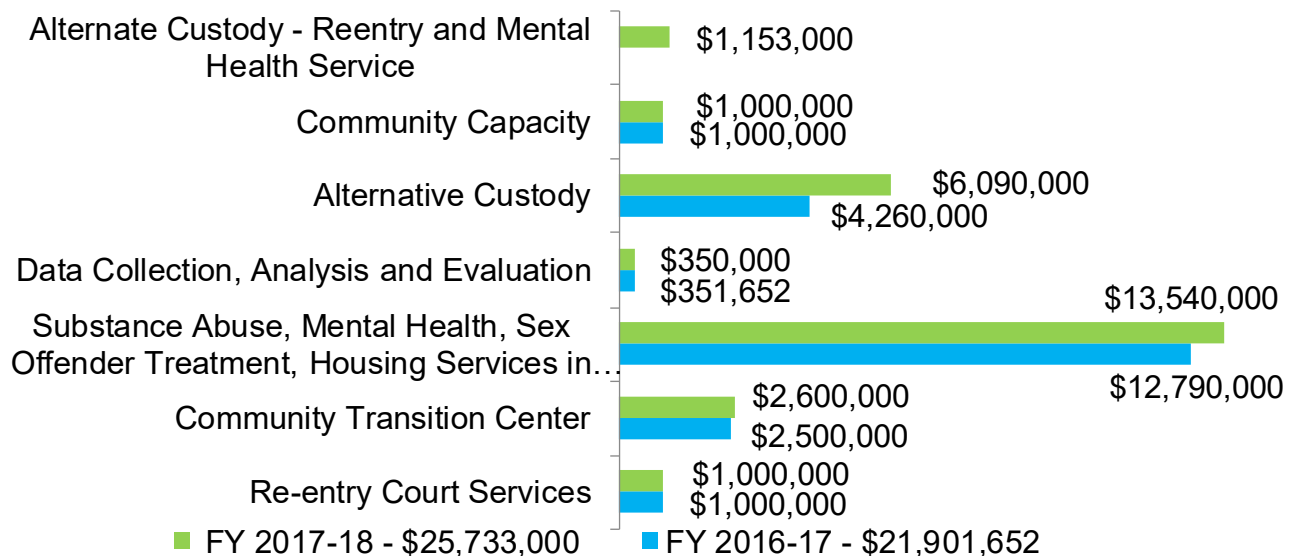 Alternate Custody - Reentry and Mental
Health Service
$1,153,000
Community Capacity
$1,000,000
$1,000,000
Alternative Custody
$6,090,000
$4,260,000
Data Collection, Analysis and Evaluation
$350,000
$351,652
Substance Abuse, Mental Health, Sex
Offender Treatment, Housing Services in…
$13,540,000
$12,790,000
Community Transition Center
$2,600,000
$2,500,000
Re-entry Court Services
$1,000,000
$1,000,000
FY 2017-18 - $25,733,000
FY 2016-17 - $21,901,652